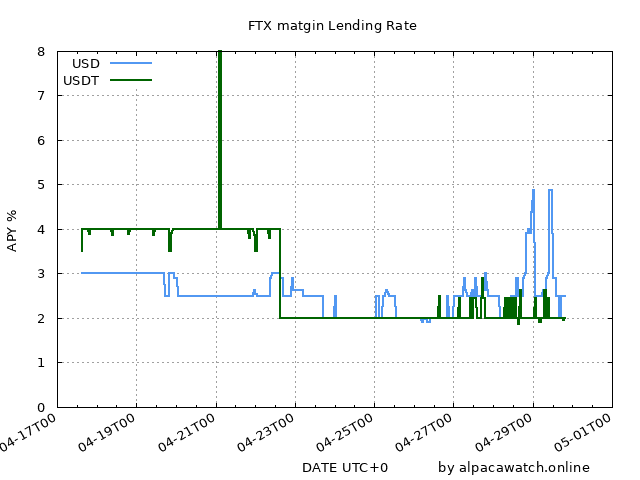 FTX matgin Lending Rate
USD
USDT
8
7
6
5
4
3
2
1
0
APY %
04-17T00
04-19T00
04-21T00
04-23T00
04-25T00
04-27T00
04-29T00
05-01T00
DATE UTC+0
by alpacawatch.online